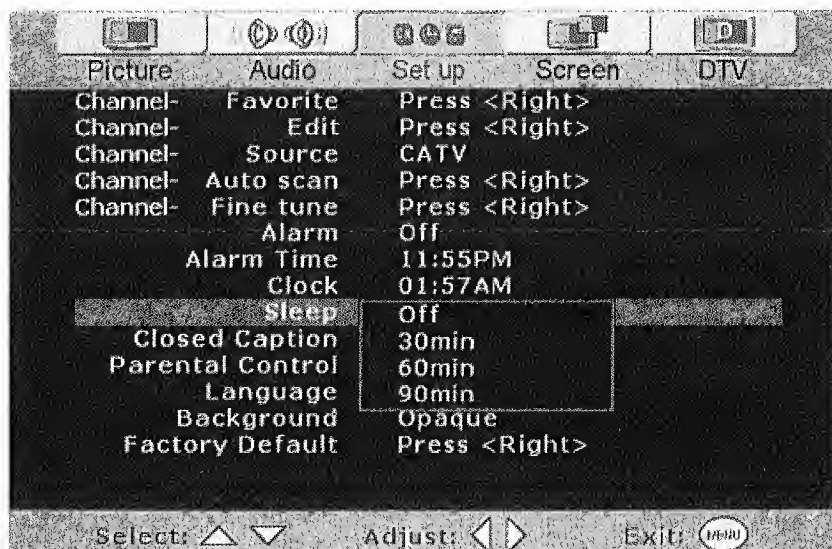 Picture Audio Set up Screen DTV
Channel- Favorite Press <Right>
Channel- Edit Press <Right>
Channel- Source CATV
Channel- Auto scan Press <Right>
Channel- Fine tune Press <Right>
Alarm Off
Alarm Time 11:55PM
Clock 01:57AM
Sleep Off
Closed Caption 30min
Parental Control 60min
Language 90min
Background Opaque
Factory Default Press <Right>
Select: Adjust: Exit: MENU